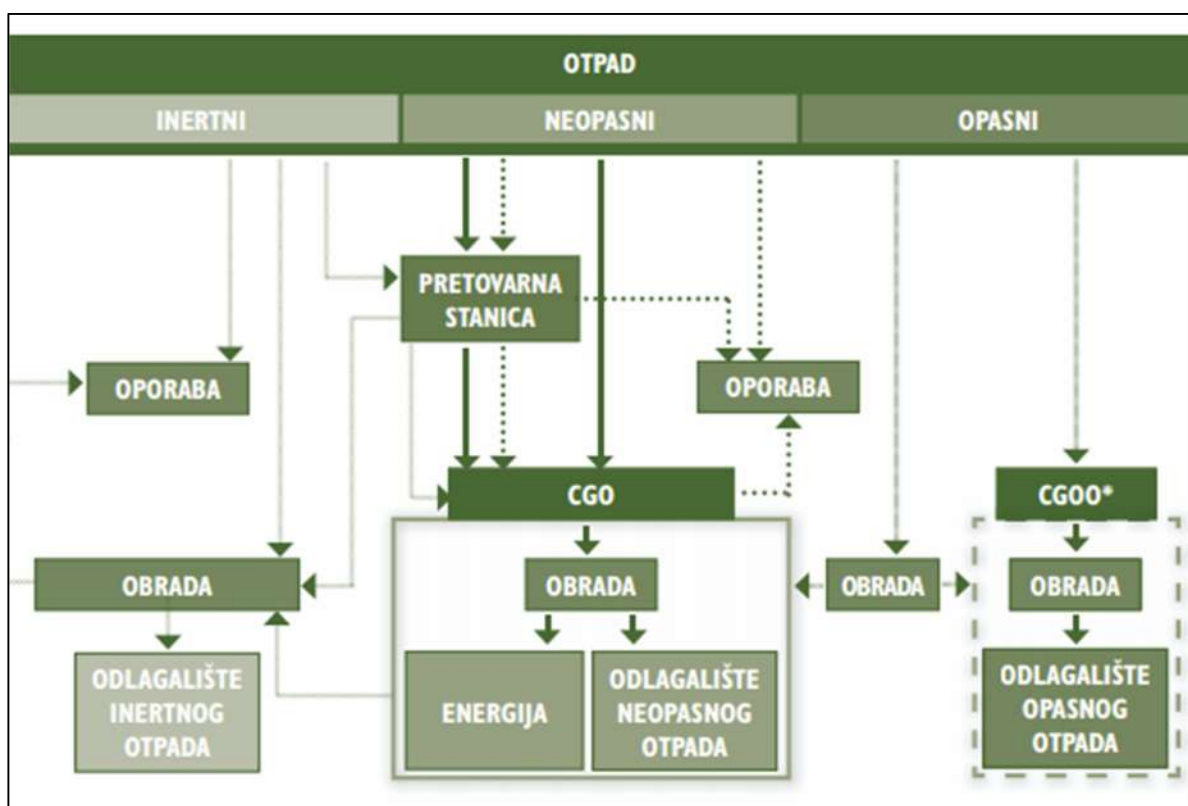 OTPAD
INERTNI
NEOPASNI
OPASNI
PRETOVARNA
STANICA
OPORABA
OPORABA
CGO
CGOO*
OBRADA
OBRADA
OBRADA
OBRADA
ODLAGALIŠTE
INERTNOG
OTPADA
ENERGIJA
ODLAGALIŠTE
NEOPASNOG
OTPADA
ODLAGALIŠTE
OPASNOG
OTPADA